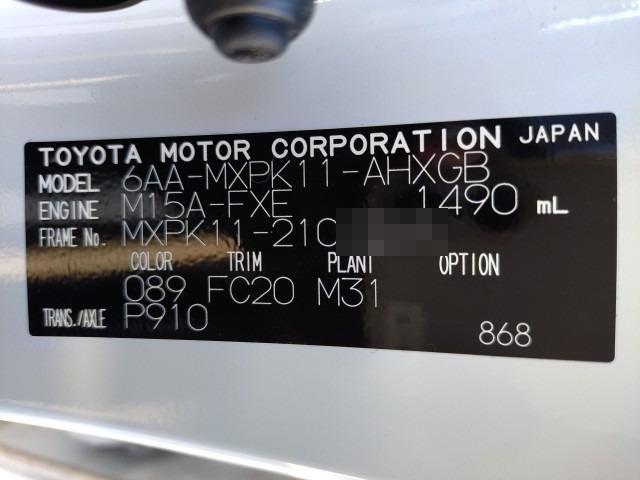 TOYOTA MOTOR CORPORATION JAPAN
MODEL 6AA-MXPK11-AHXGB
ENGINE M15A-FXE 1490 mL
FRAME No. MXPK11-210
COLOR TRIM PLANT OPTION
089 FC20 M31
TRANS./AXLE P910
868